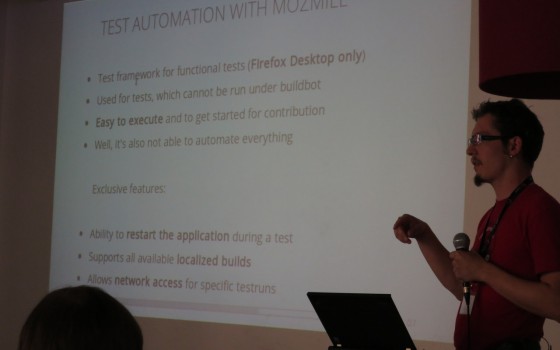 TEST AUTOMATION WITH MOZMILL
Test framework for functional tests (Firefox Desktop only)
Used for tests, which cannot be run under buildbot
Easy to execute and to get started for contribution
Well, it's also not able to automate everything
Exclusive features:
Ability to restart the application during a test
Supports all available localized builds
Allows network access for specific testruns